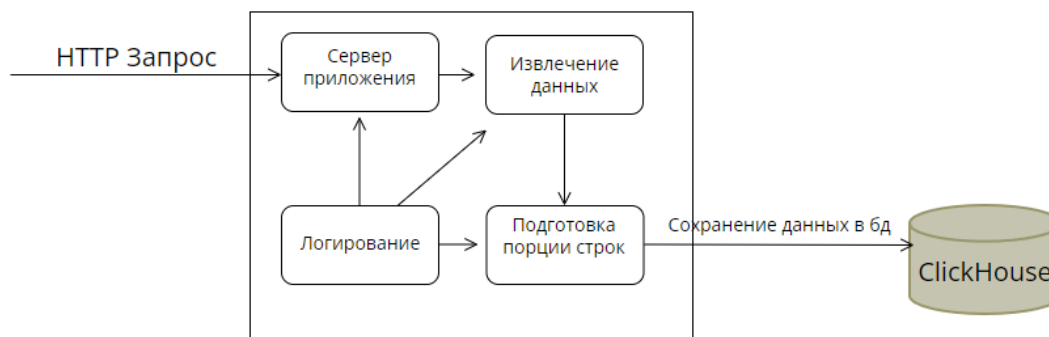 HTTP Запрос
Сервер
приложения
Извлечение
данных
Логирование
Подготовка
порции строк
Сохранение данных в бд
ClickHouse